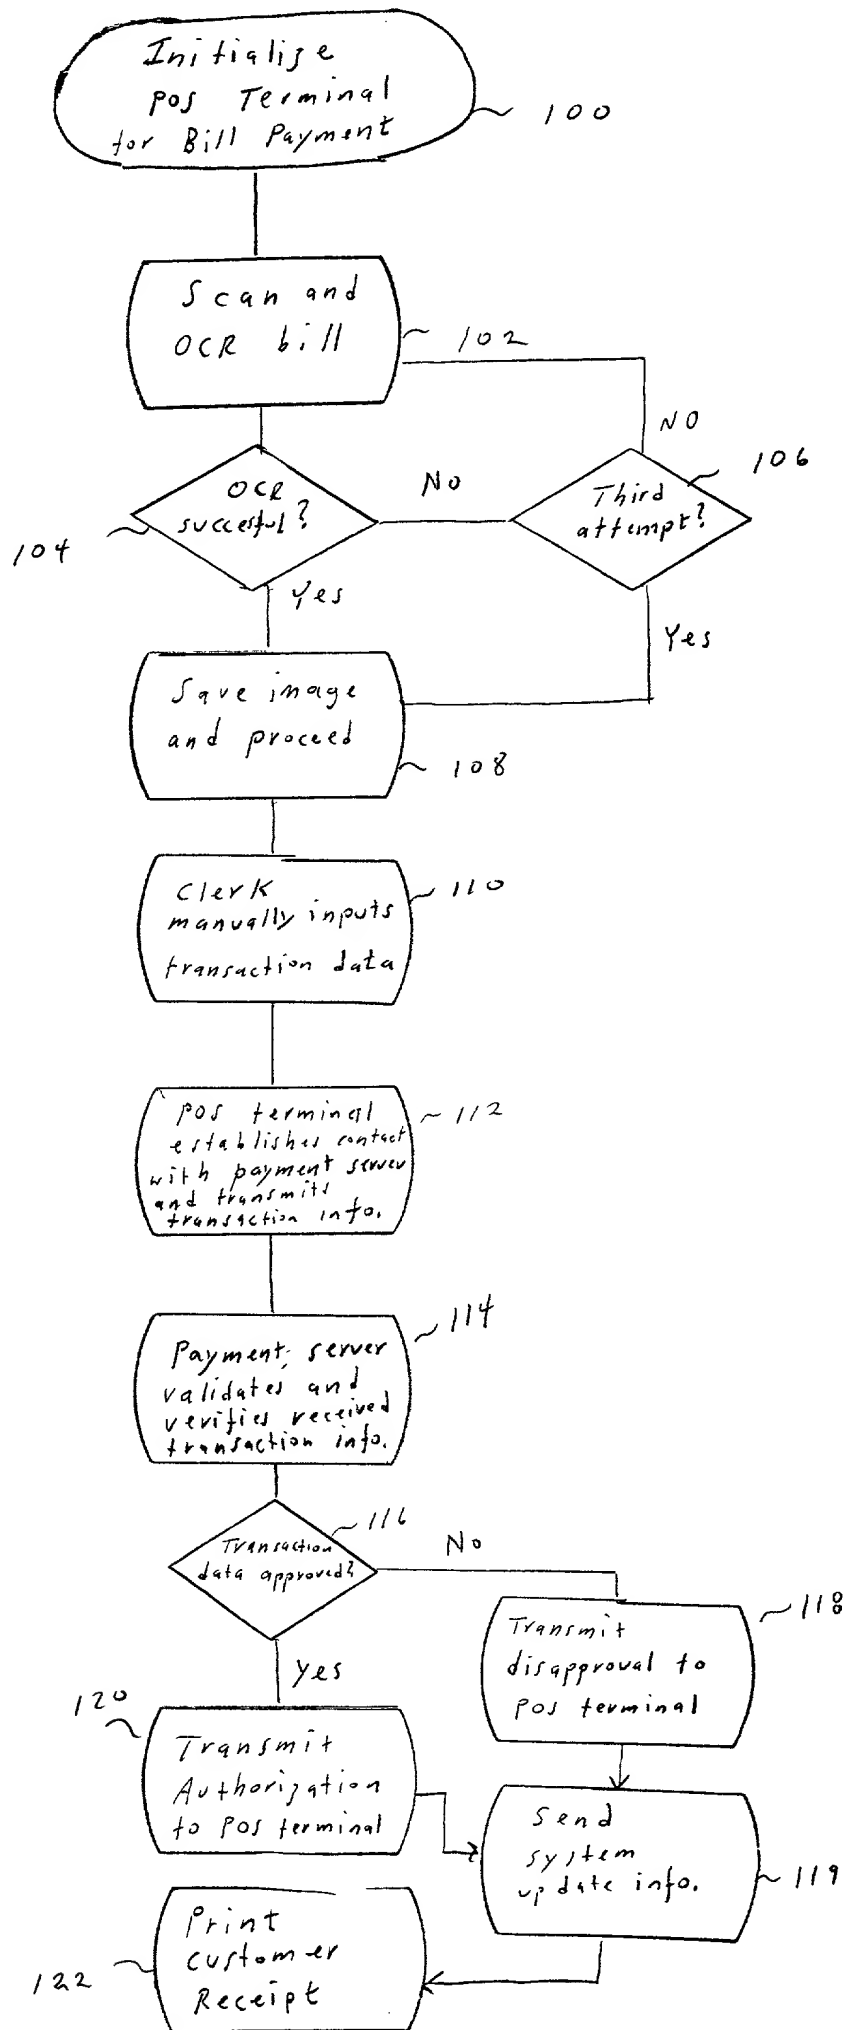 Initialize
POS Terminal
for Bill Payment
100
Scan and
OCR bill
102
NO
106
OCR
succesful?
No
Third
attempt?
104
Yes
Yes
Save image
and proceed
108
Clerk
manually inputs
transaction data
110
POS terminal
establishes contact
with payment server
and transmits
transaction info.
112
114
Payment server
validates and
verifies received
transaction info.
116
Transaction
data approved?
No
118
Transmit
disapproval to
POS terminal
Yes
120
Transmit
Authorization
to POS terminal
Send
system
update info.
119
Print
Customer
Receipt
122